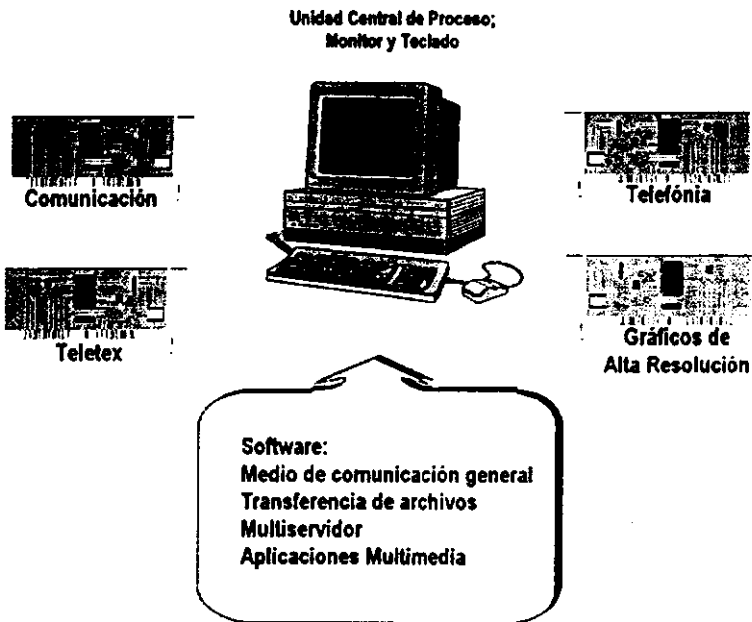 Unidad Central de Proceso;
Monitor y Teclado
Comunicación
Telefónia
Teletex
Gráficos de
Alta Resolución
Software:
Medio de comunicación general
Transferencia de archivos
Multiservidor
Aplicaciones Multimedia